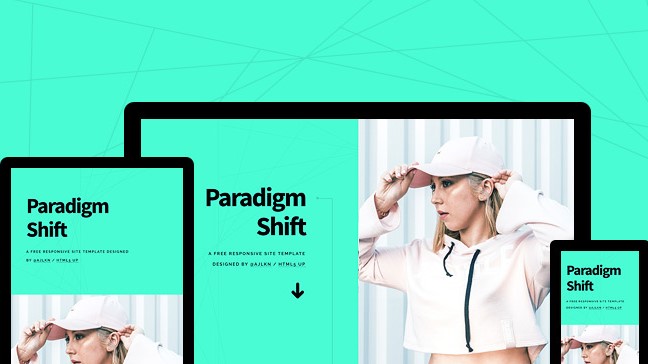 Paradigm
Shift
A FREE RESPONSIVE SITE TEMPLATE DESIGNED
BY @AJLKN / HTML5 UP
Paradigm
Shift
A FREE RESPONSIVE SITE TEMPLATE
DESIGNED BY @AJLKN / HTML5 UP
Paradigm
Shift
A FREE RESPONSIVE SITE TEMPLATE
DESIGNED BY @AJLKN / HTML5 UP